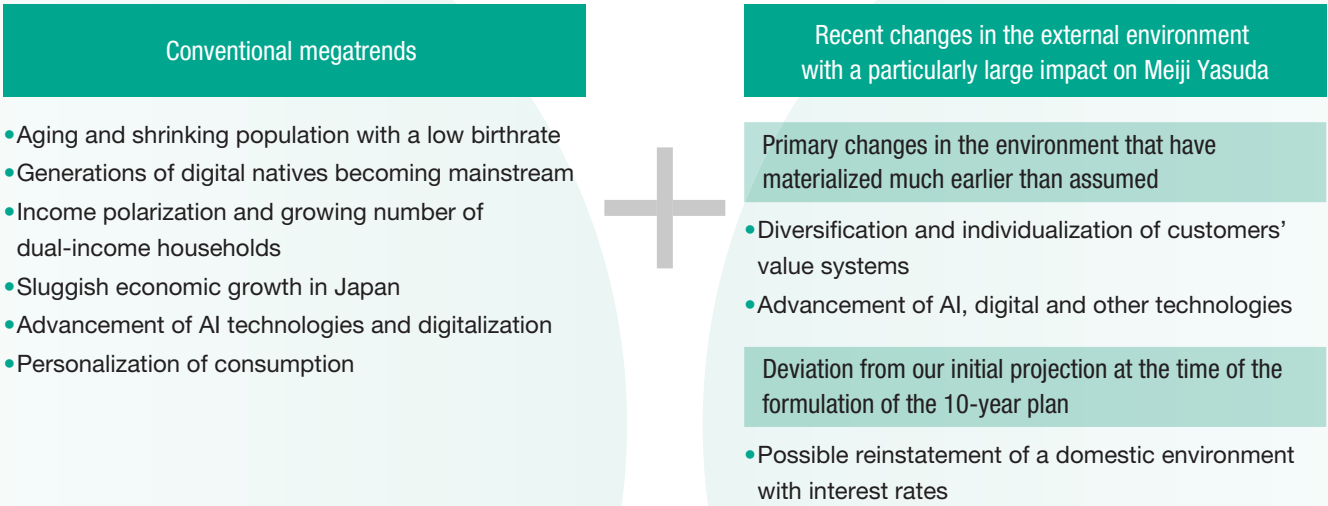 Conventional megatrends
•Aging and shrinking population with a low birthrate
•Generations of digital natives becoming mainstream
•Income polarization and growing number of
dual-income households
•Sluggish economic growth in Japan
•Advancement of AI technologies and digitalization
•Personalization of consumption
Recent changes in the external environment
with a particularly large impact on Meiji Yasuda
Primary changes in the environment that have
materialized much earlier than assumed
•Diversification and individualization of customers’
value systems
•Advancement of AI, digital and other technologies
Deviation from our initial projection at the time of the
formulation of the 10-year plan
•Possible reinstatement of a domestic environment
with interest rates